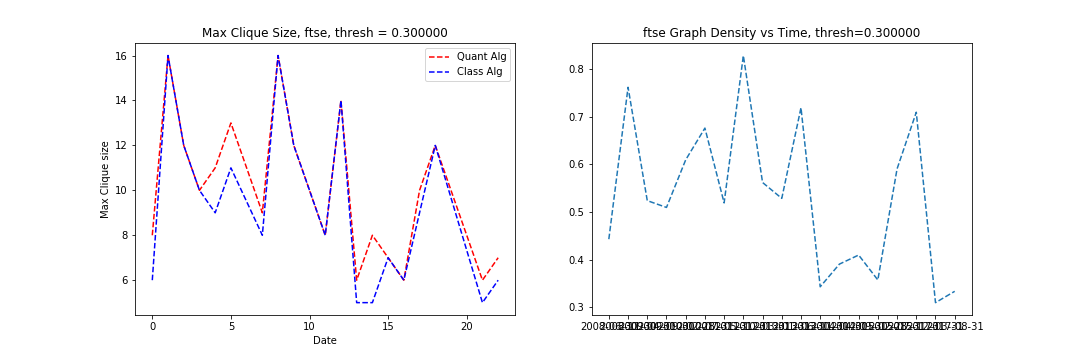 Max Clique Size, ftse, thresh = 0.300000
Max Clique size
16
14
12
10
8
6
Quant Alg
Class Alg
0
5
10
15
20
Date
ftse Graph Density vs Time, thresh=0.300000
0.8
0.7
0.6
0.5
0.4
0.3